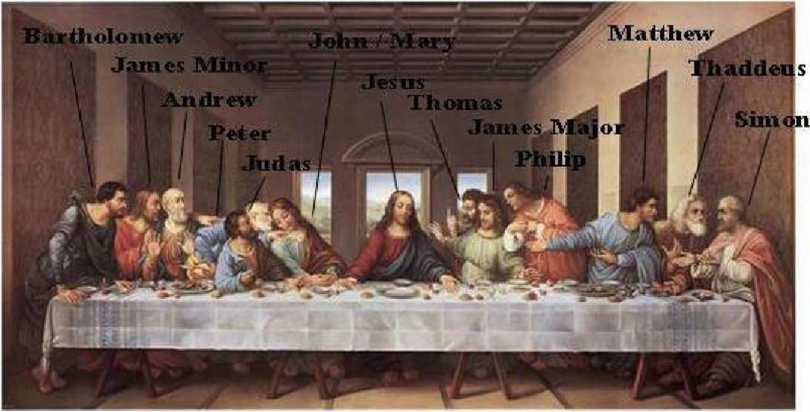 Bartholomew
James Minor
Andrew
Peter
Judas
John / Mary
Jesus
Thomas
James Major
Philip
Matthew
Thaddeus
Simon